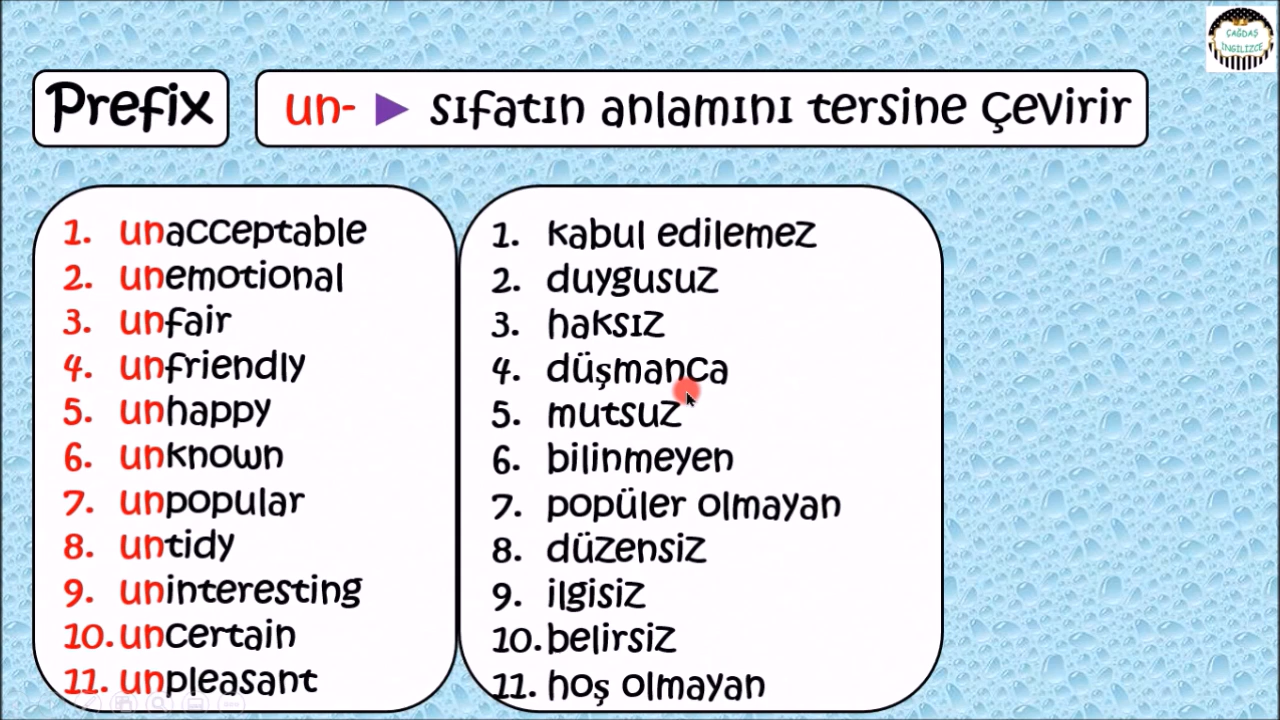 ÇAĞDAŞ
İNGİLİZCE
Prefix
un- ► sıfatın anlamını tersine çevirir
1. unacceptable
2. unemotional
3. unfair
4. unfriendly
5. unhappy
6. unknown
7. unpopular
8. untidy
9. uninteresting
10. uncertain
11. unpleasant
1. kabul edilemez
2. duygusuz
3. haksız
4. düşmanca
5. mutsuz
6. bilinmeyen
7. popüler olmayan
8. düzensiz
9. ilgisiz
10. belirsiz
11. hoş olmayan